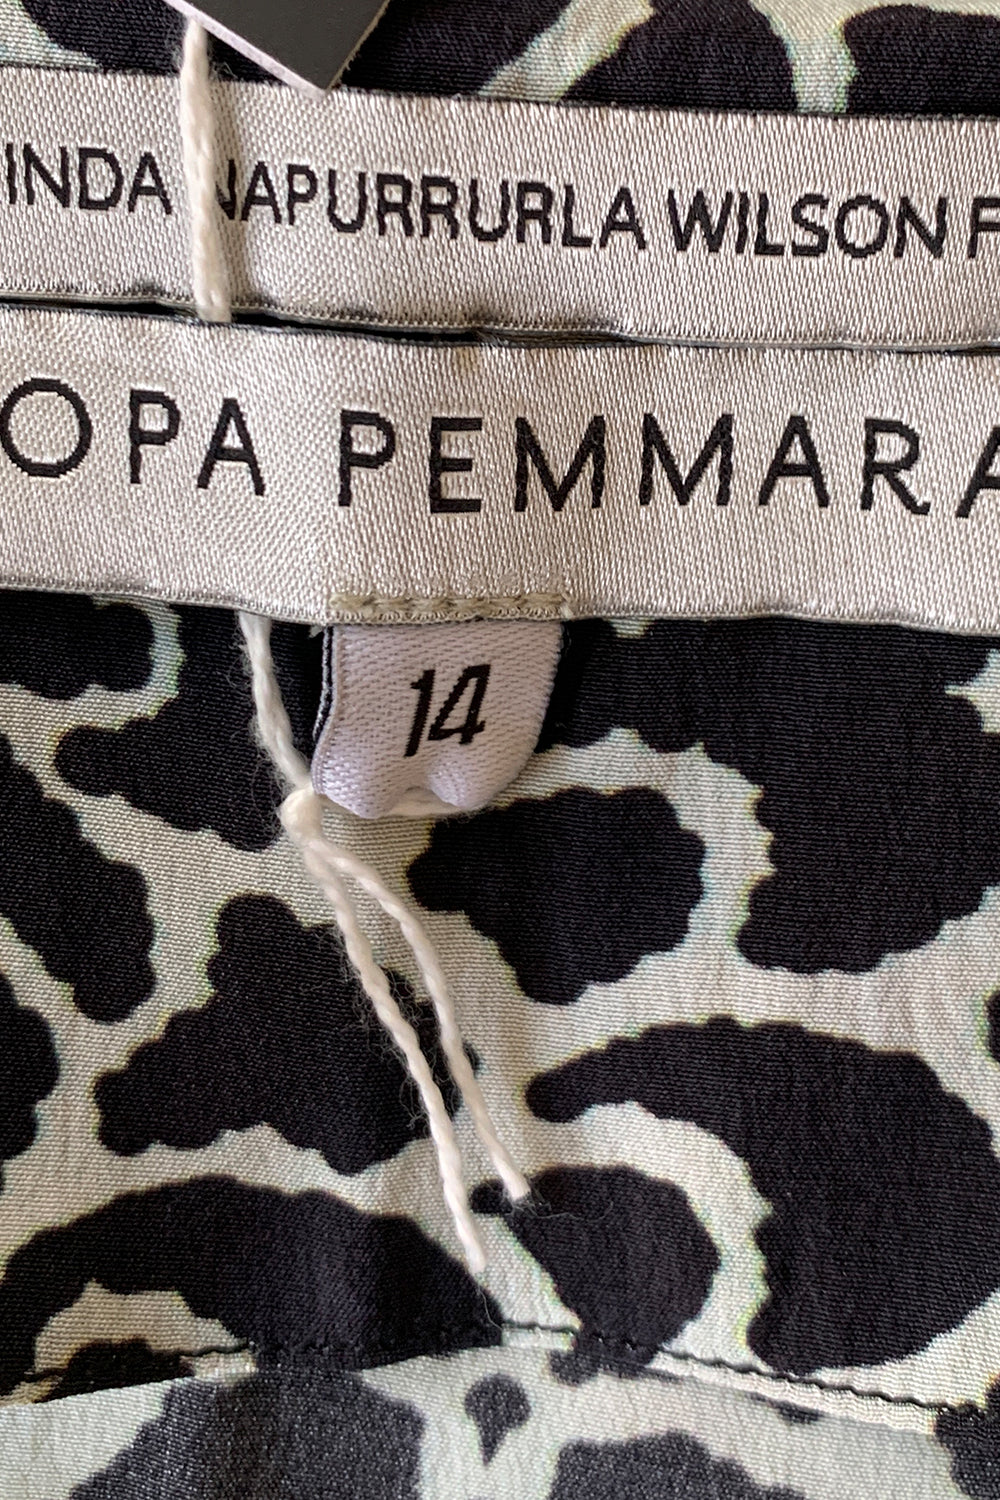 INDA NAPURRURLA WILSON F
OPA PEMMARA
14